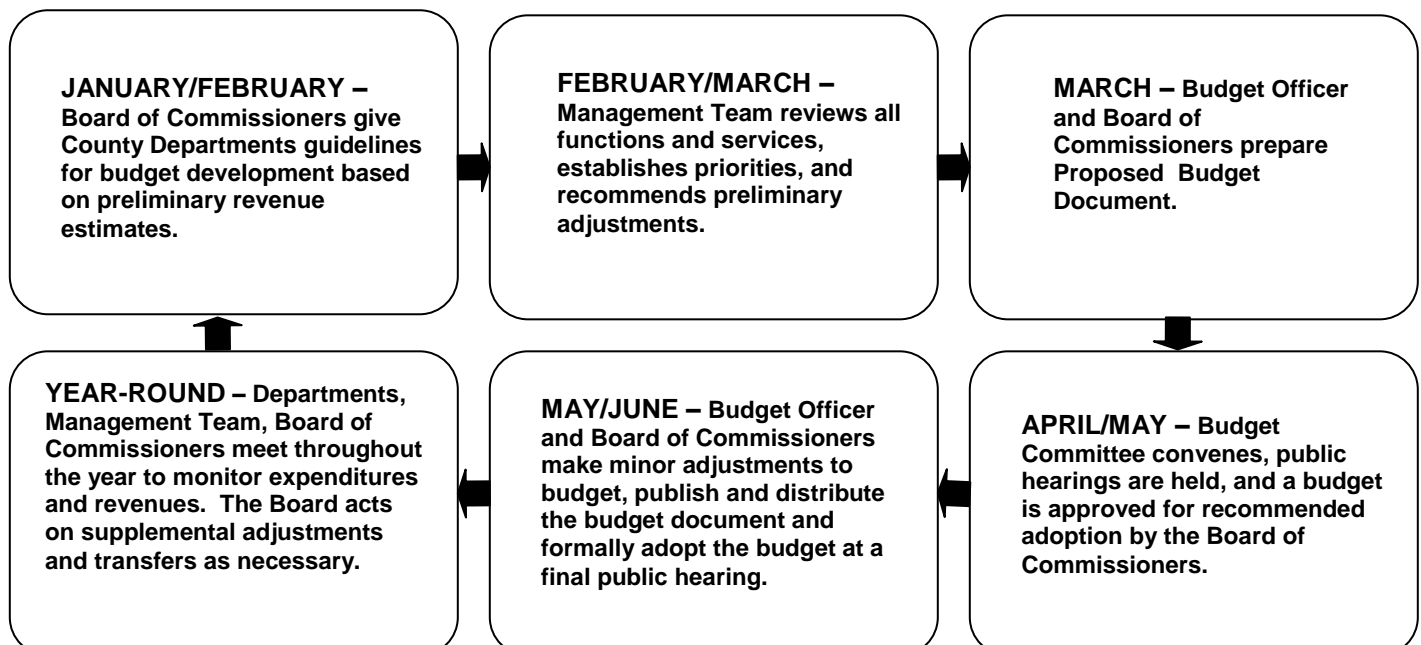 JANUARY/FEBRUARY –
Board of Commissioners give
County Departments guidelines
for budget development based
on preliminary revenue
estimates.
FEBRUARY/MARCH –
Management Team reviews all
functions and services,
establishes priorities, and
recommends preliminary
adjustments.
MARCH – Budget Officer
and Board of
Commissioners prepare
Proposed  Budget
Document.
APRIL/MAY – Budget
Committee convenes, public
hearings are held, and a budget
is approved for recommended
adoption by the Board of
Commissioners.
MAY/JUNE – Budget Officer
and Board of Commissioners
make minor adjustments to
budget, publish and distribute
the budget document and
formally adopt the budget at a
final public hearing.
YEAR-ROUND – Departments,
Management Team, Board of
Commissioners meet throughout
the year to monitor expenditures
and revenues.  The Board acts
on supplemental adjustments
and transfers as necessary.